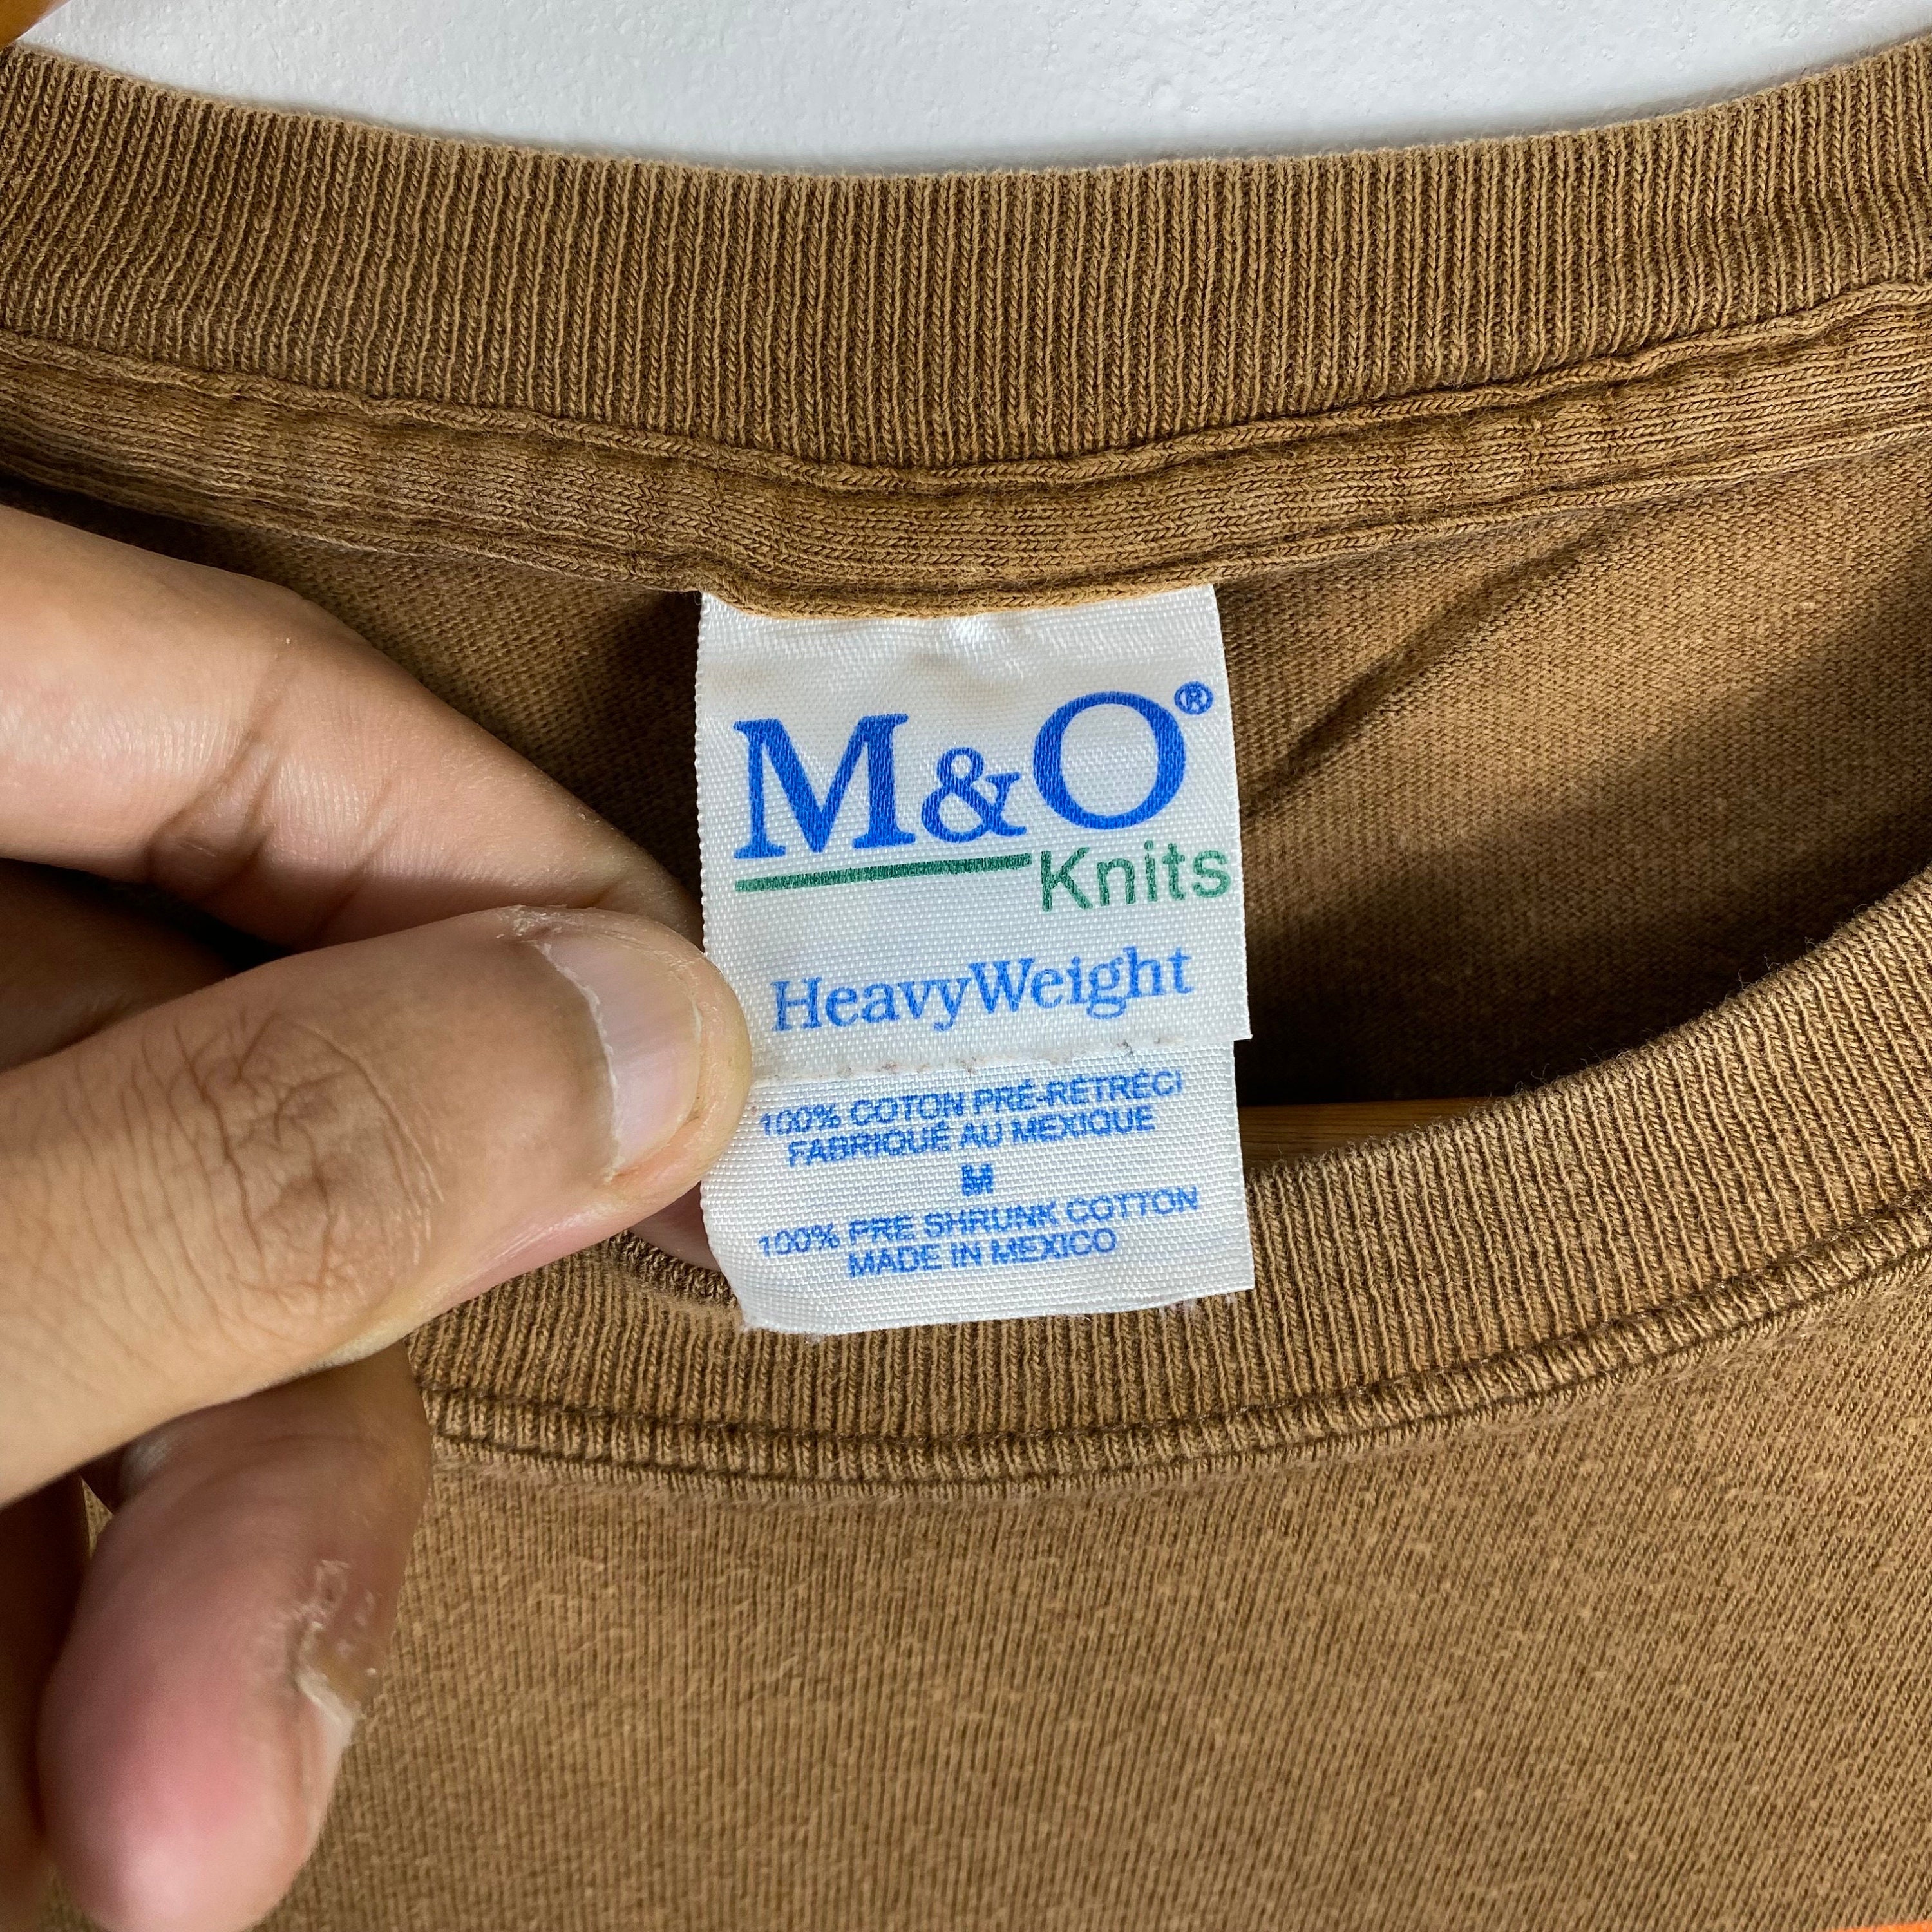 M&O®
Knits
HeavyWeight
100% COTON PRÉ-RÉTRÉCI
FABRIQUÉ AU MEXIQUE
M
100% PRE SHRUNK COTTON
MADE IN MEXICO